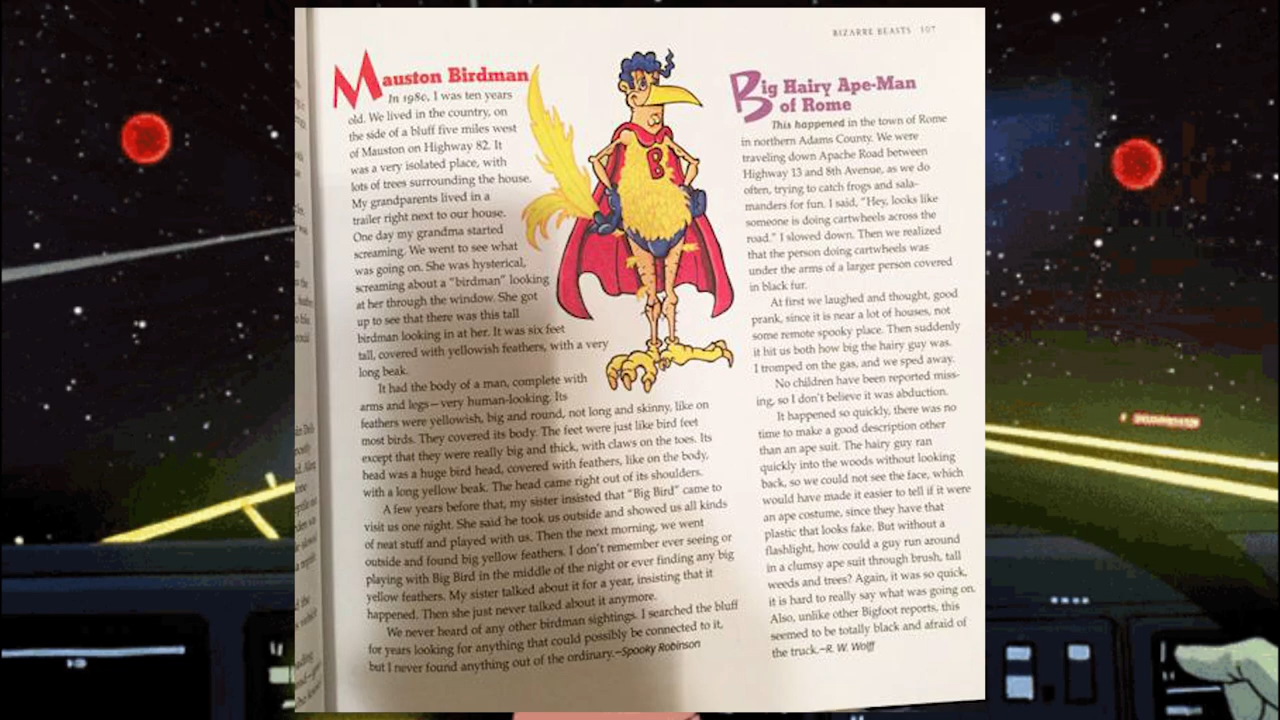 BIZARRE BEASTS 107
Mauston Birdman
In 1980, I was ten years
old. We lived in the country, on
the side of a bluff five miles west
of Mauston on Highway 82. It
was a very isolated place, with
lots of trees surrounding the house.
My grandparents lived in a
trailer right next to our house.
One day my grandma started
screaming. We went to see what
was going on. She was hysterical,
screaming about a "birdman" looking
at her through the window. She got
up to see that there was this tall
birdman looking in at her. It was six feet
tall, covered with yellowish feathers, with a very
long beak.
It had the body of a man, complete with
arms and legs—very human-looking. Its
feathers were yellowish, big and round, not long and skinny, like on
most birds. They covered its body. The feet were just like bird feet
except that they were really big and thick, with claws on the toes. Its
head was a huge bird head, covered with feathers, like on the body,
with a long yellow beak. The head came right out of its shoulders.
A few years before that, my sister insisted that "Big Bird" came to
visit us one night. She said he took us outside and showed us all kinds
of neat stuff and played with us. Then the next morning, we went
outside and found big yellow feathers. I don't remember ever seeing or
playing with Big Bird in the middle of the night or ever finding any big
yellow feathers. My sister talked about it for a year, insisting that it
happened. Then she just never talked about it anymore.
We never heard of any other birdman sightings. I searched the bluff
for years looking for anything that could possibly be connected to it,
but I never found anything out of the ordinary.–Spooky Robinson
B
Big Hairy Ape-Man
of Rome
This happened in the town of Rome
in northern Adams County. We were
traveling down Apache Road between
Highway 13 and 8th Avenue, as we do
often, trying to catch frogs and sala-
manders for fun. I said, "Hey, looks like
someone is doing cartwheels across the
road." I slowed down. Then we realized
that the person doing cartwheels was
under the arms of a larger person covered
in black fur.
At first we laughed and thought, good
prank, since it is near a lot of houses, not
some remote spooky place. Then suddenly
it hit us both how big the hairy guy was.
I tromped on the gas, and we sped away.
No children have been reported miss-
ing, so I don't believe it was abduction.
It happened so quickly, there was no
time to make a good description other
than an ape suit. The hairy guy ran
quickly into the woods without looking
back, so we could not see the face, which
would have made it easier to tell if it were
an ape costume, since they have that
plastic that looks fake. But without a
flashlight, how could a guy run around
in a clumsy ape suit through brush, tall
weeds and trees? Again, it was so quick,
it is hard to really say what was going on.
Also, unlike other Bigfoot reports, this
seemed to be totally black and afraid of
the truck.–R. W. Wolff